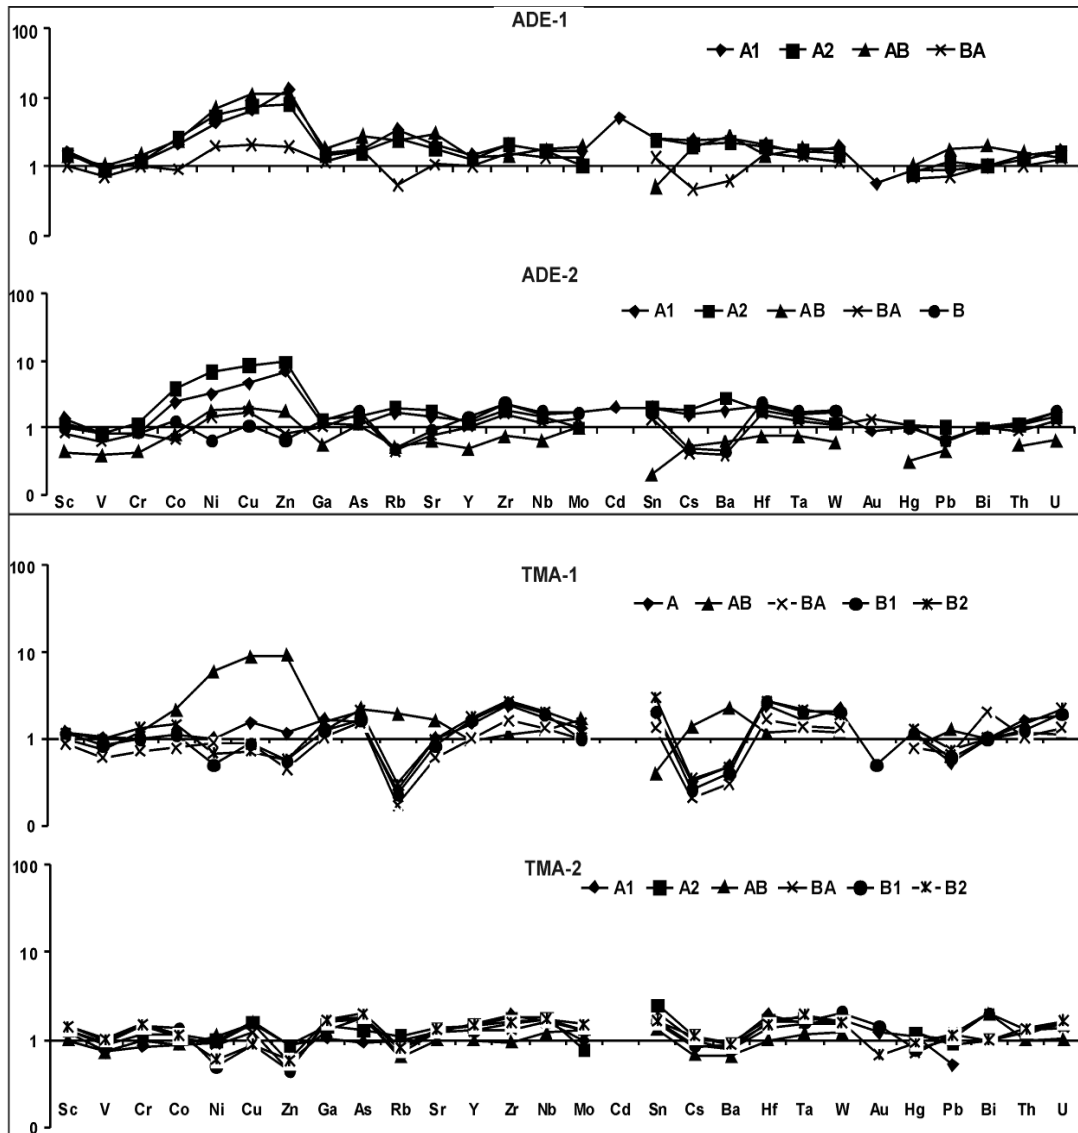 ADE-1
100
A1 A2 AB BA
10
1
0
ADE-2
100
A1 A2 AB BA B
10
1
0
Sc V Cr Co Ni Cu Zn Ga As Rb Sr Y Zr Nb Mo Cd Sn Cs Ba Hf Ta W Au Hg Pb Bi Th U
TMA-1
100
A AB BA B1 B2
10
1
0
TMA-2
100
A1 A2 AB BA B1 B2
10
1
0
Sc V Cr Co Ni Cu Zn Ga As Rb Sr Y Zr Nb Mo Cd Sn Cs Ba Hf Ta W Au Hg Pb Bi Th U